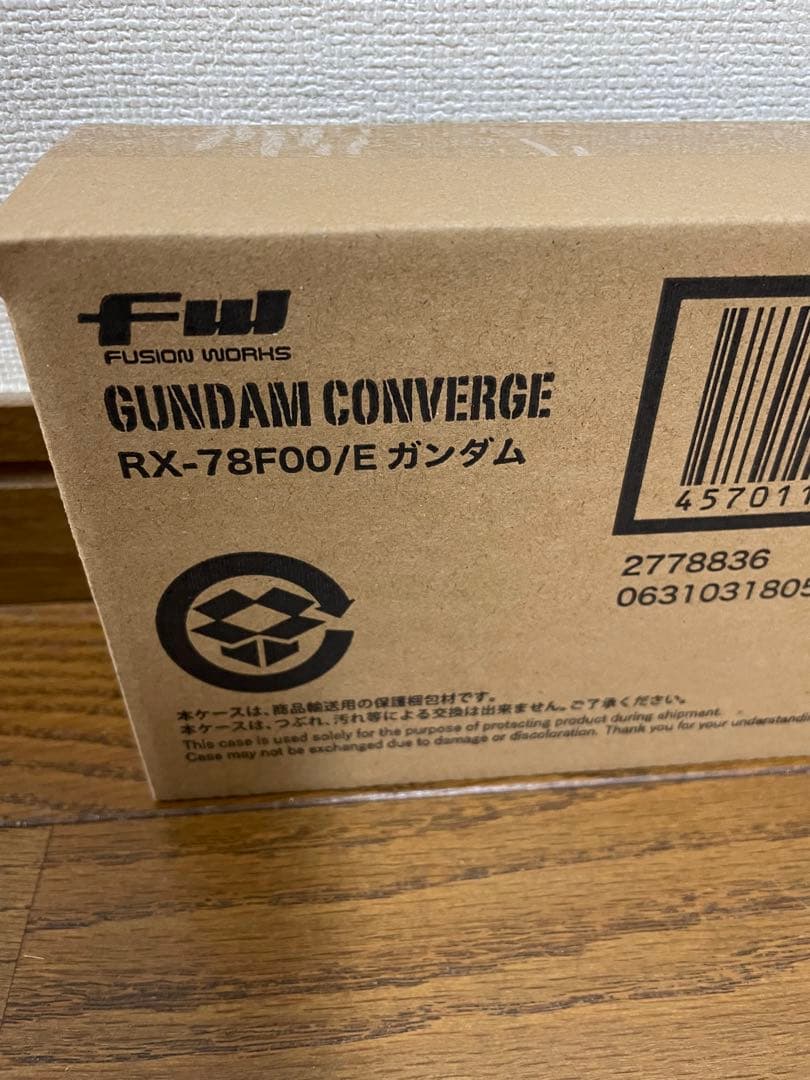 FW
FUSION WORKS
GUNDAM CONVERGE
RX-78F00/E ガンダム
457011
2778836
0631031805
本ケースは、商品輸送用の保護梱包材です。
本ケースは、つぶれ、汚れ等による交換は出来ません。ご了承ください。
This case is used solely for the purpose of protecting product during shipment.
Case may not be exchanged due to damage or discoloration. Thank you for your understandin